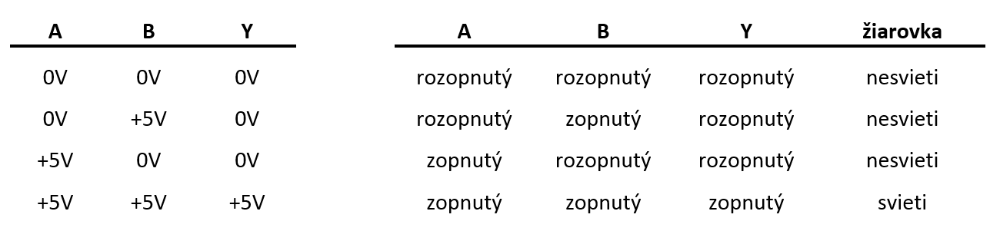 A B Y A B Y žiarovka
0V 0V 0V rozopnutý rozopnutý rozopnutý nesvieti
0V +5V 0V rozopnutý zopnutý rozopnutý nesvieti
+5V 0V 0V zopnutý rozopnutý rozopnutý nesvieti
+5V +5V +5V zopnutý zopnutý zopnutý svieti